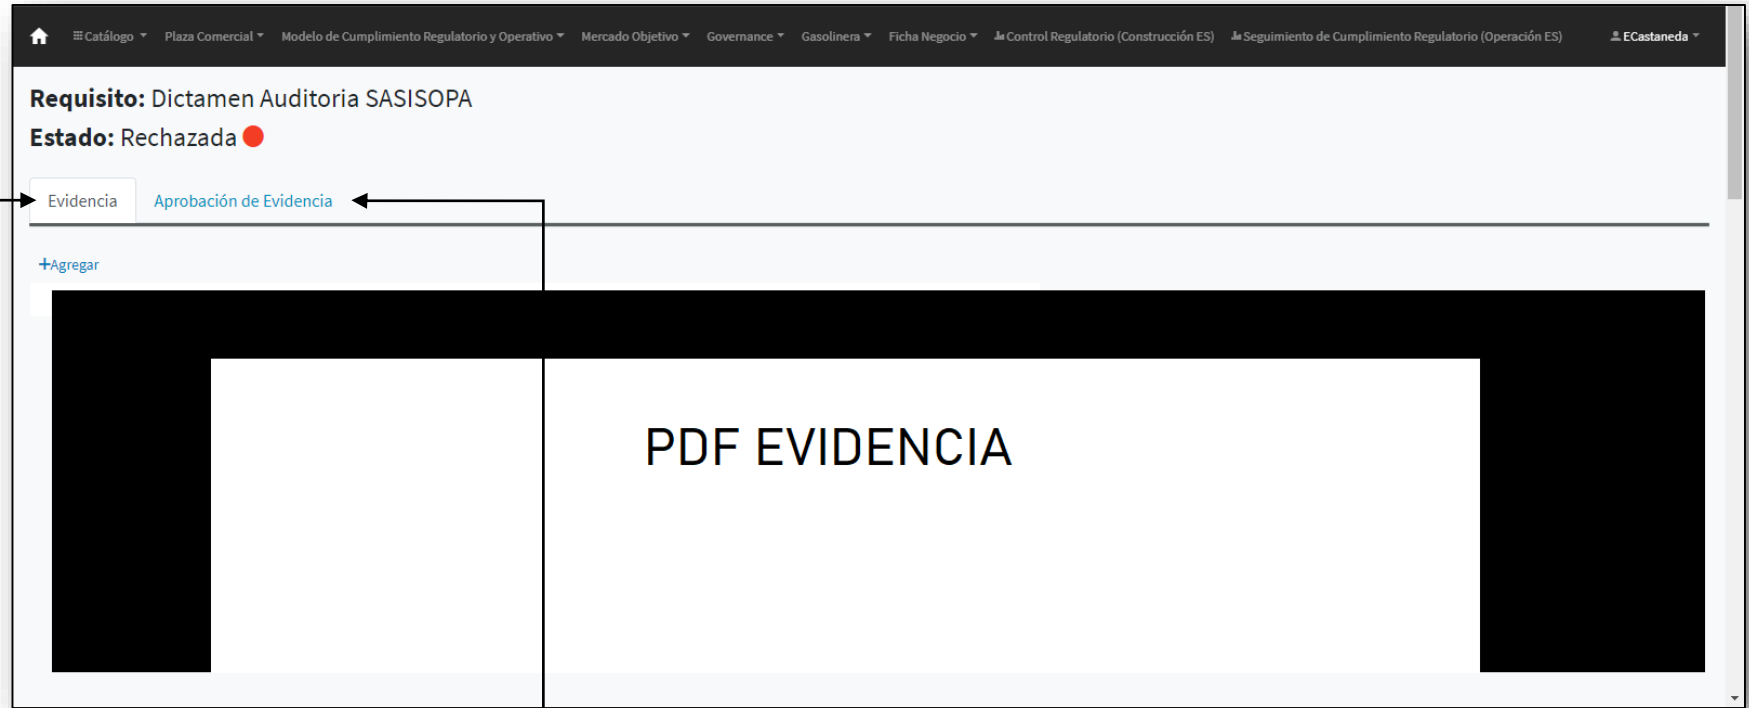 Catálogo Plaza Comercial Modelo de Cumplimiento Regulatorio y Operativo Mercado Objetivo Governance Gasolinera Ficha Negocio Control Regulatorio (Construcción ES) Seguimiento de Cumplimiento Regulatorio (Operación ES) ECastaneda
Requisito: Dictamen Auditoria SASISOPA
Estado: Rechazada
Evidencia Aprobación de Evidencia
+Agregar
PDF EVIDENCIA